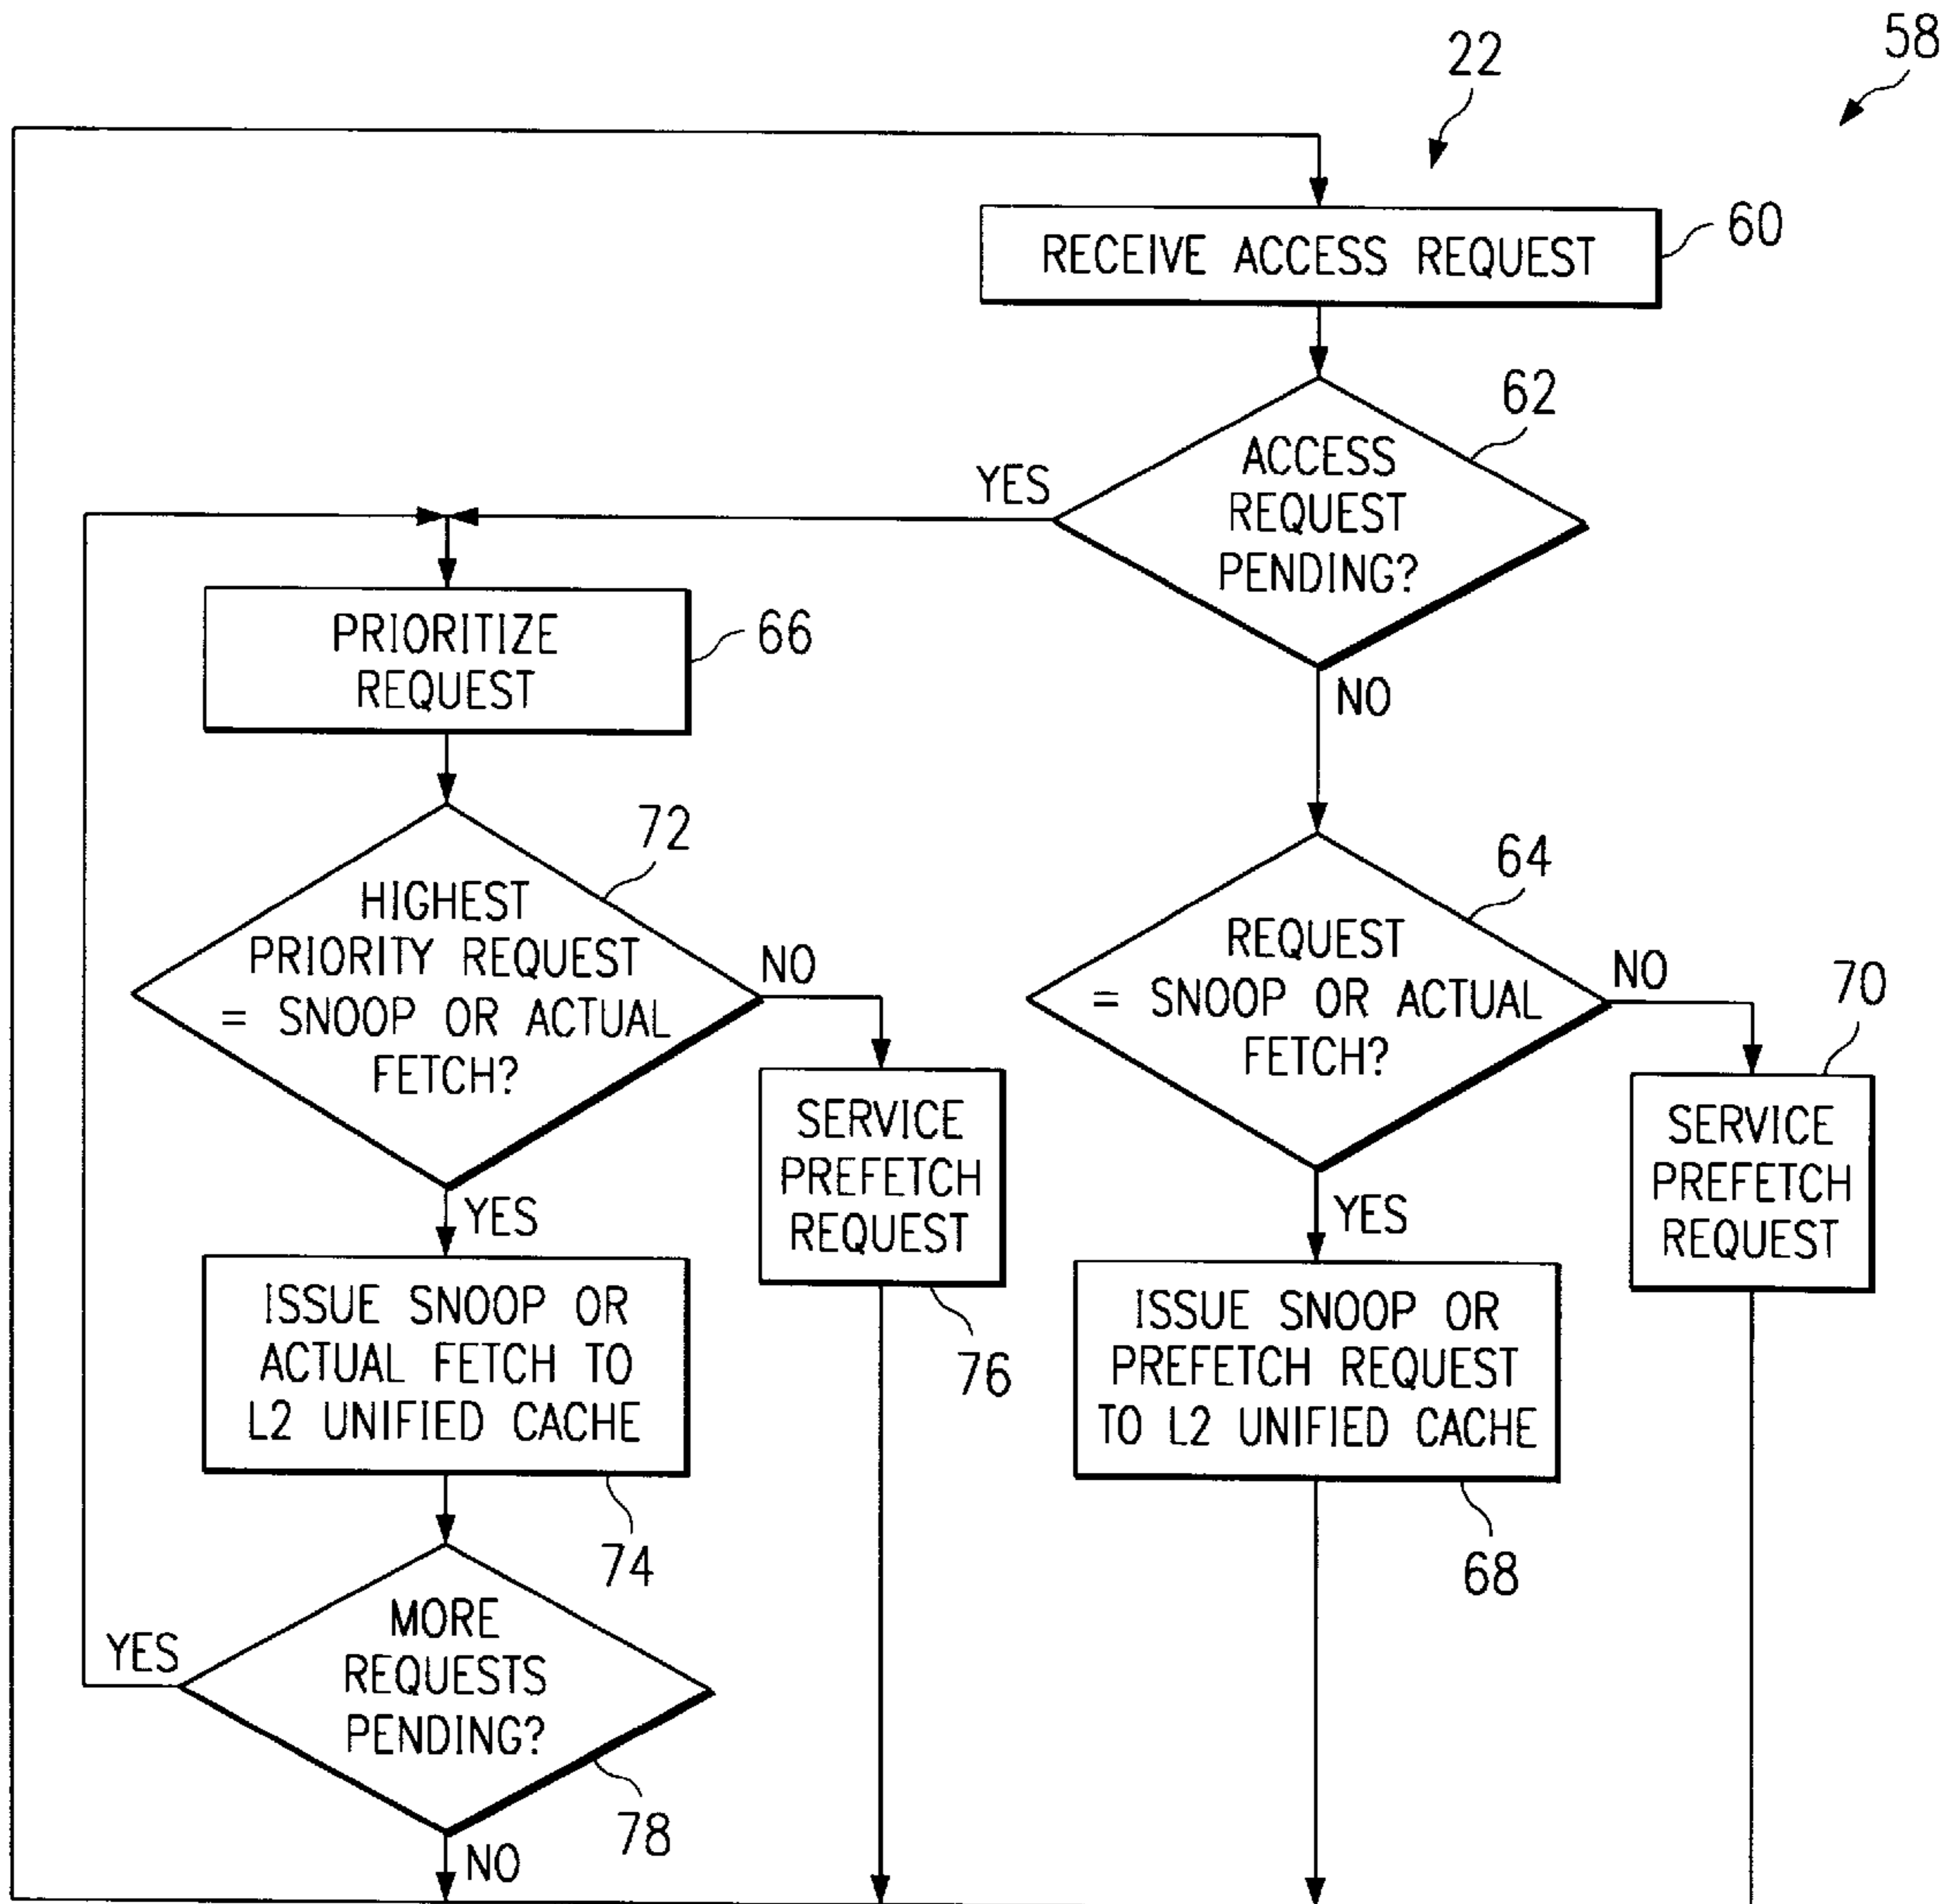 58
22
RECEIVE ACCESS REQUEST
60
62
ACCESS
REQUEST
PENDING?
YES
NO
PRIORITIZE
REQUEST
66
72
HIGHEST
PRIORITY REQUEST
= SNOOP OR ACTUAL
FETCH?
NO
YES
64
REQUEST
= SNOOP OR ACTUAL
FETCH?
NO
YES
70
SERVICE
PREFETCH
REQUEST
76
SERVICE
PREFETCH
REQUEST
ISSUE SNOOP OR
ACTUAL FETCH TO
L2 UNIFIED CACHE
74
ISSUE SNOOP OR
PREFETCH REQUEST
TO L2 UNIFIED CACHE
68
MORE
REQUESTS
PENDING?
YES
78
NO